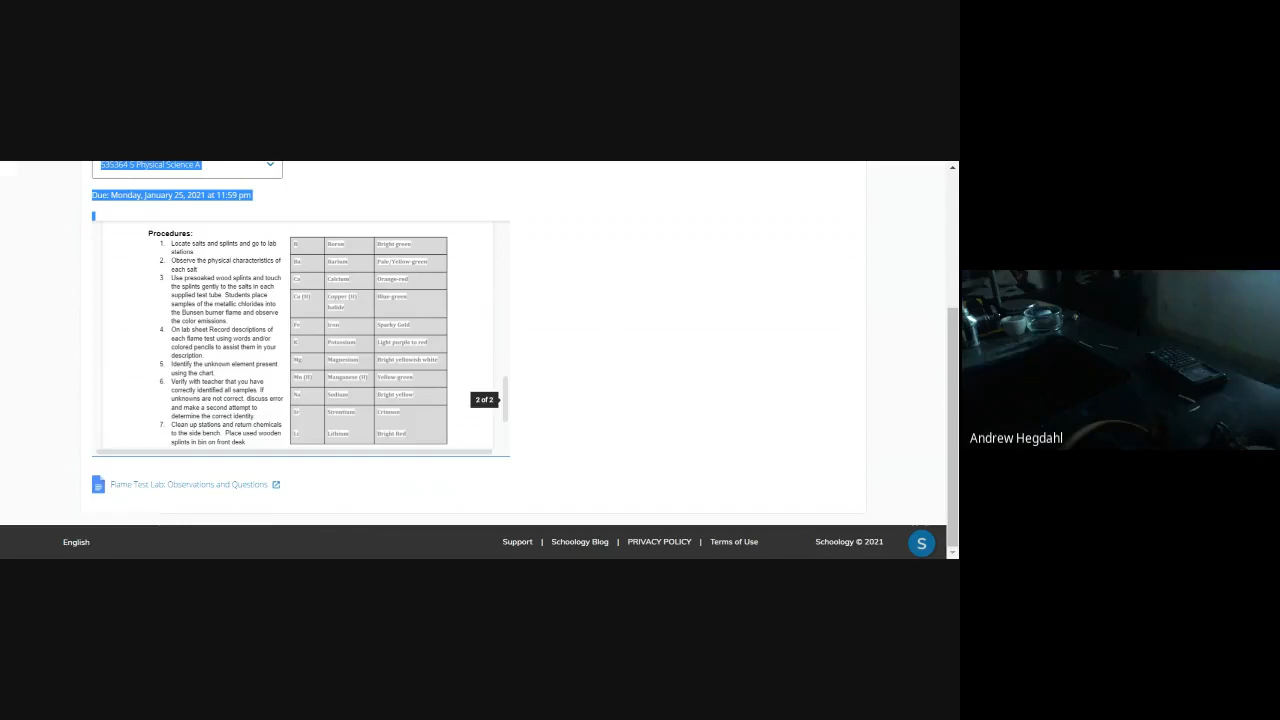 535364 S Physical Science A
Due: Monday, January 25, 2021 at 11:59 pm
Procedures:
1. Locate salts and splints and go to lab
stations
2. Observe the physical characteristics of
each salt
3. Use presoaked wood splints and touch
the splints gently to the salts in each
supplied test tube. Students place
samples of the metallic chlorides into
the Bunsen burner flame and observe
the color emissions.
4. On lab sheet Record descriptions of
each flame test using words and/or
colored pencils to assist them in your
description
5. Identify the unknown element present
using the chart.
6. Verify with teacher that you have
correctly identified all samples. If
unknowns are not correct, discuss error
and make a second attempt to
determine the correct identity.
7. Clean up stations and return chemicals
to the side bench. Place used wooden
splints in bin on front desk
B Boron Bright green
Ba Barium Pale/Yellow-green
Ca Calcium Orange-red
Cu (II) Copper (II) Blue-green
halide
Fe Iron Sparky Gold
K Potassium Light purple to red
Mg Magnesium Bright yellowish white
Mn (II) Manganese (II) Yellow-green
Na Sodium Bright yellow
Sr Strontium Crimson
Li Lithium Bright Red
2 of 2
Flame Test Lab: Observations and Questions
English
Support | Schoology Blog | PRIVACY POLICY | Terms of Use
Schoology © 2021
S
Andrew Hegdahl